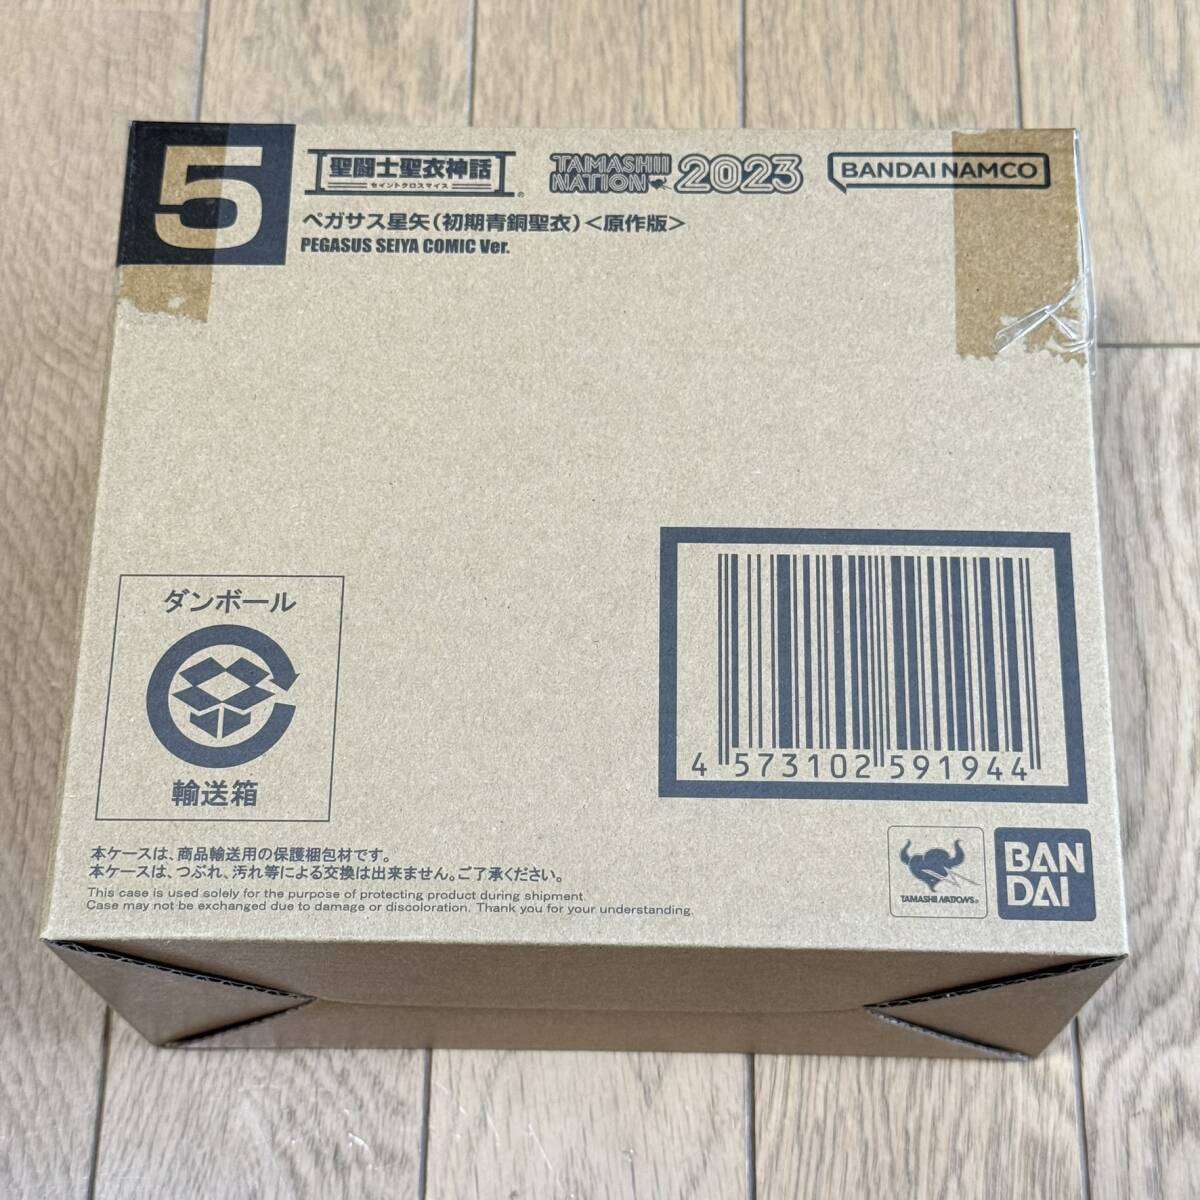 5
聖闘士聖衣神話
セイントクロスマイス
®
TAMASHII NATION 2023
BANDAI NAMCO
ペガサス星矢(初期青銅聖衣)<原作版>
PEGASUS SEIYA COMIC Ver.
ダンボール
輸送箱
4 573102 591944
本ケースは、商品輸送用の保護梱包材です。
本ケースは、つぶれ、汚れ等による交換は出来ません。ご了承ください。
This case is used solely for the purpose of protecting product during shipment.
Case may not be exchanged due to damage or discoloration. Thank you for your understanding.
TAMASHII NATIONS®
BAN
DAI